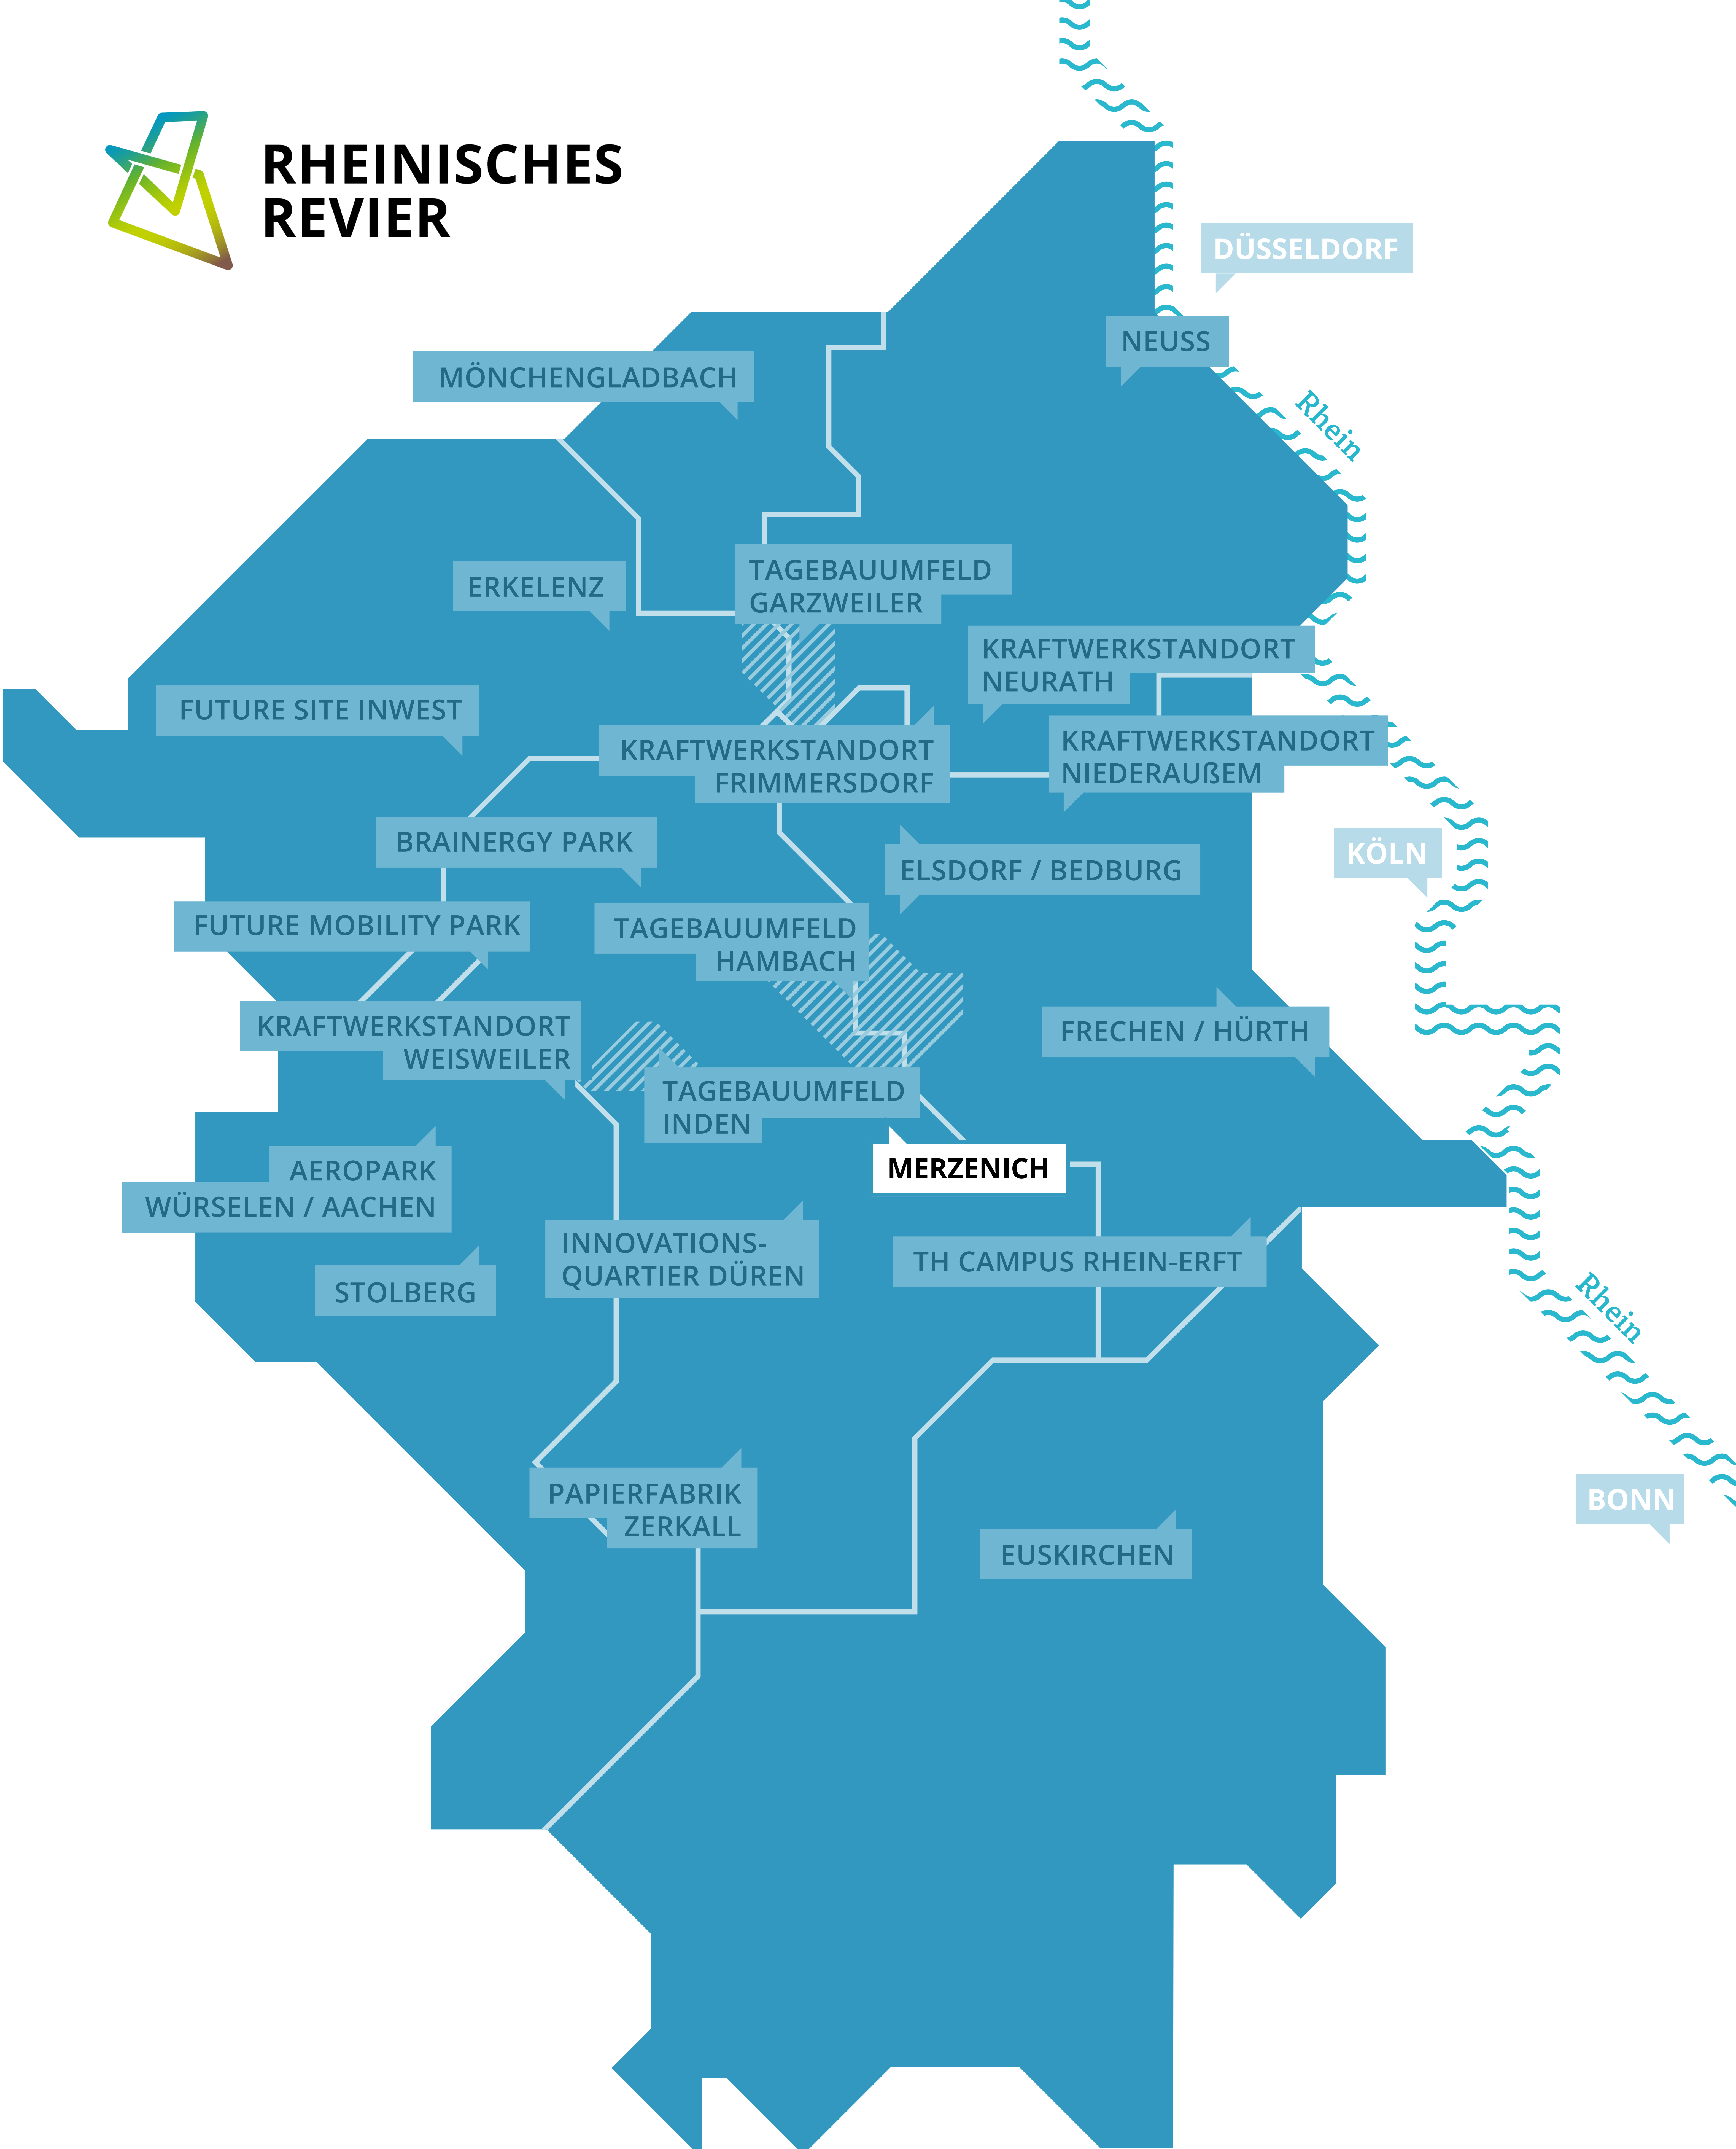 RHEINISCHES
REVIER
DÜSSELDORF
NEUSS
MÖNCHENGLADBACH
Rhein
ERKELENZ
TAGEBAUUMFELD
GARZWEILER
KRAFTWERKSTANDORT
NEURATH
FUTURE SITE INWEST
KRAFTWERKSTANDORT
FRIMMERSDORF
KRAFTWERKSTANDORT
NIEDERAUßEM
BRAINERGY PARK
ELSDORF / BEDBURG
KÖLN
FUTURE MOBILITY PARK
TAGEBAUUMFELD
HAMBACH
KRAFTWERKSTANDORT
WEISWEILER
FRECHEN / HÜRTH
TAGEBAUUMFELD
INDEN
MERZENICH
AEROPARK
WÜRSELEN / AACHEN
INNOVATIONS-
QUARTIER DÜREN
TH CAMPUS RHEIN-ERFT
STOLBERG
Rhein
PAPIERFABRIK
ZERKALL
BONN
EUSKIRCHEN